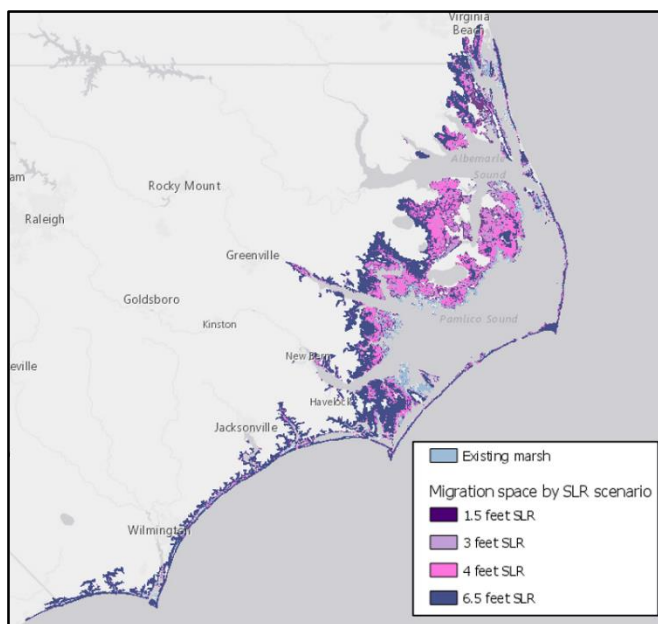 Virginia
Beach
Albemarle
Sound
am
Rocky Mount
Raleigh
Greenville
Goldsboro
Kinston
Pamlico Sound
eville
New Bern
Havelock
Jacksonville
Wilmington
Existing marsh
Migration space by SLR scenario
1.5 feet SLR
3 feet SLR
4 feet SLR
6.5 feet SLR